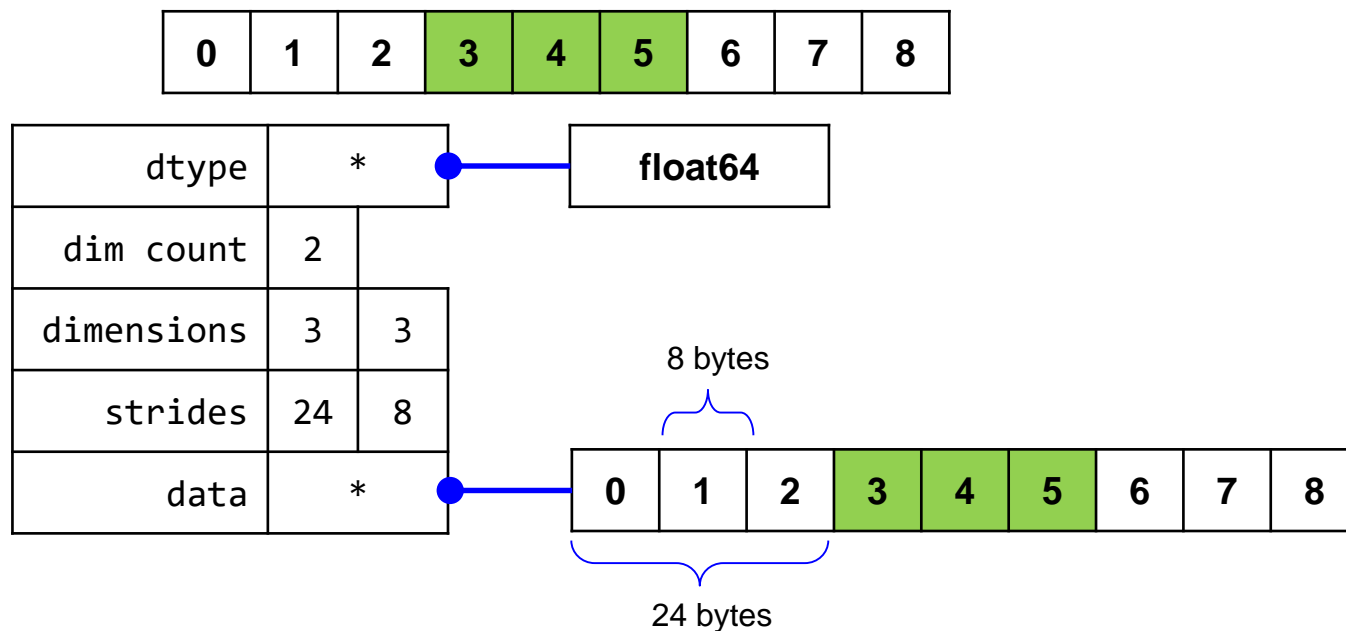 0 1 2 3 4 5 6 7 8
dtype * float64
dim count 2
dimensions 3 3
8 bytes
strides 24 8
data * 0 1 2 3 4 5 6 7 8
24 bytes